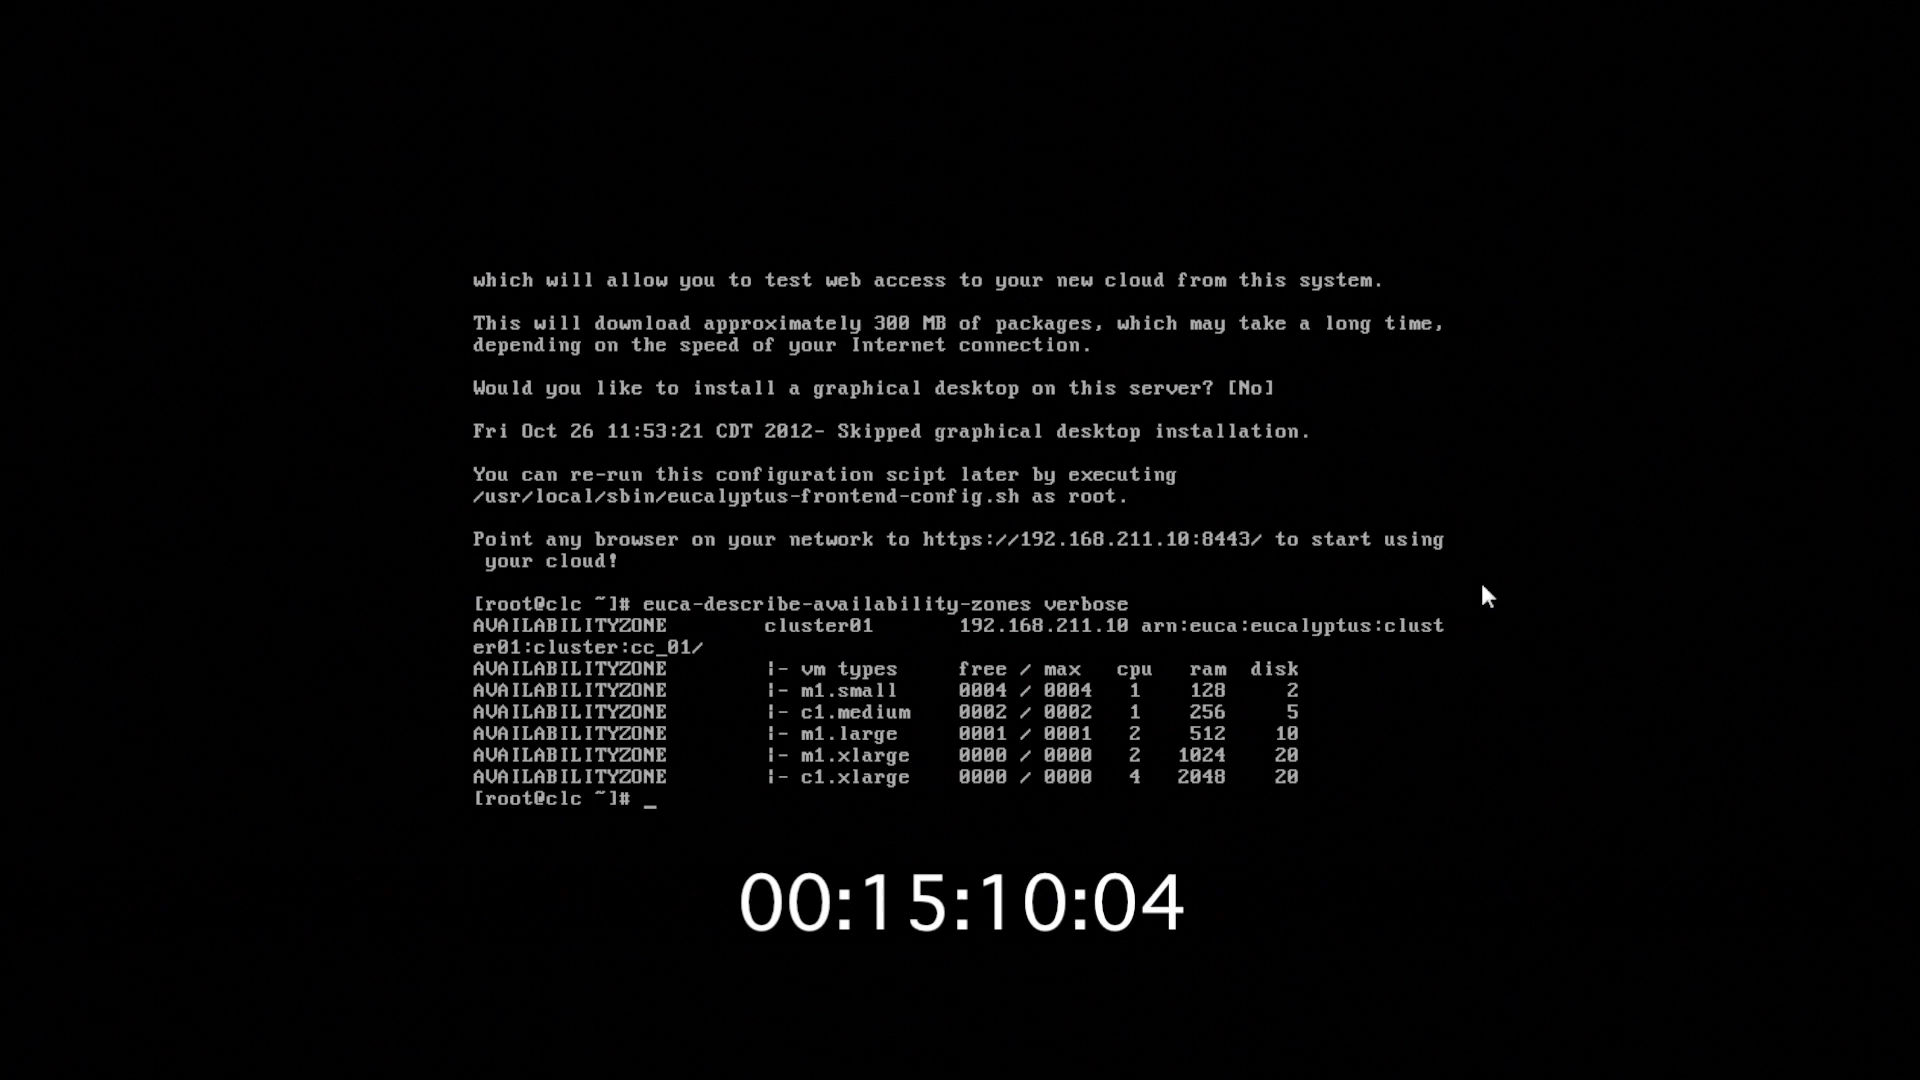 which will allow you to test web access to your new cloud from this system.
This will download approximately 300 MB of packages, which may take a long time,
depending on the speed of your Internet connection.
Would you like to install a graphical desktop on this server? [No]
Fri Oct 26 11:53:21 CDT 2012- Skipped graphical desktop installation.
You can re-run this configuration scipt later by executing
/usr/local/sbin/eucalyptus-frontend-config.sh as root.
Point any browser on your network to https://192.168.211.10:8443/ to start using
your cloud!
[root@clc ~]# euca-describe-availability-zones verbose
AVAILABILITYZONE cluster01 192.168.211.10 arn:euca:eucalyptus:clust
er01:cluster:cc_01/
AVAILABILITYZONE |- vm types free / max cpu ram disk
AVAILABILITYZONE |- m1.small 0004 / 0004 1 128 2
AVAILABILITYZONE |- c1.medium 0002 / 0002 1 256 5
AVAILABILITYZONE |- m1.large 0001 / 0001 2 512 10
AVAILABILITYZONE |- m1.xlarge 0000 / 0000 2 1024 20
AVAILABILITYZONE |- c1.xlarge 0000 / 0000 4 2048 20
[root@clc ~]# _
00:15:10:04